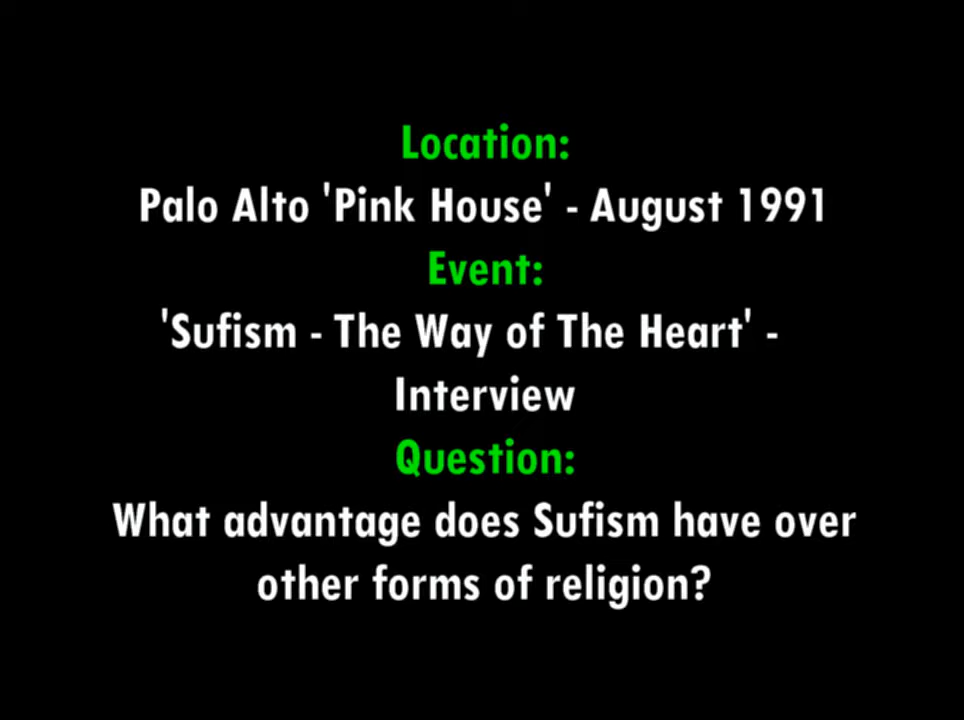 Location:
Palo Alto 'Pink House' - August 1991
Event:
'Sufism - The Way of The Heart' -
Interview
Question:
What advantage does Sufism have over
other forms of religion?